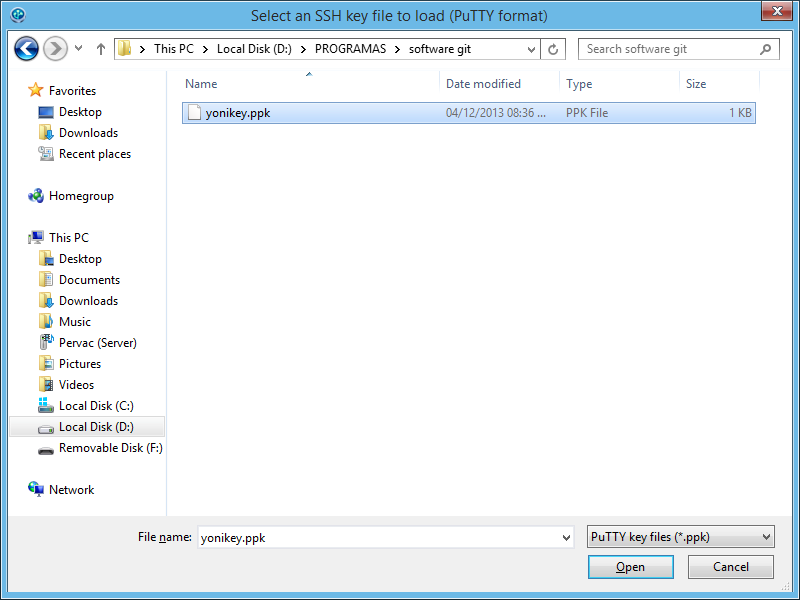 Select an SSH key file to load (PuTTY format)
This PC Local Disk (D:) PROGRAMAS software git
Search software git
Name Date modified Type Size
yonikey.ppk 04/12/2013 08:36 ... PPK File 1 KB
Favorites
Desktop
Downloads
Recent places
Homegroup
This PC
Desktop
Documents
Downloads
Music
Pervac (Server)
Pictures
Videos
Local Disk (C:)
Local Disk (D:)
Removable Disk (F:)
Network
File name: yonikey.ppk PuTTY key files (*.ppk)
Open Cancel